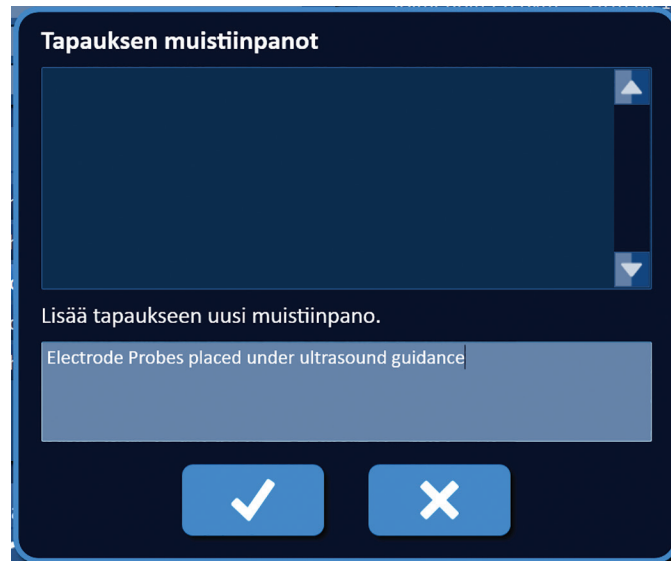 Tapauksen muistiinpanot
Lisää tapaukseen uusi muistiinpano.
Electrode Probes placed under ultrasound guidance